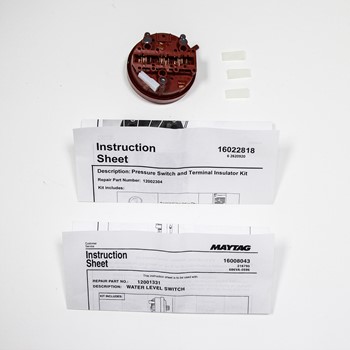 Instruction
Sheet
16022818
Description: Pressure Switch and Terminal Insulator Kit
Repair Part Number: 12002304
Kit includes:
Instruction
Sheet
MAYTAG
16008043
REPAIR PART NO.: 12001331
DESCRIPTION: WATER LEVEL SWITCH
KIT INCLUDES: